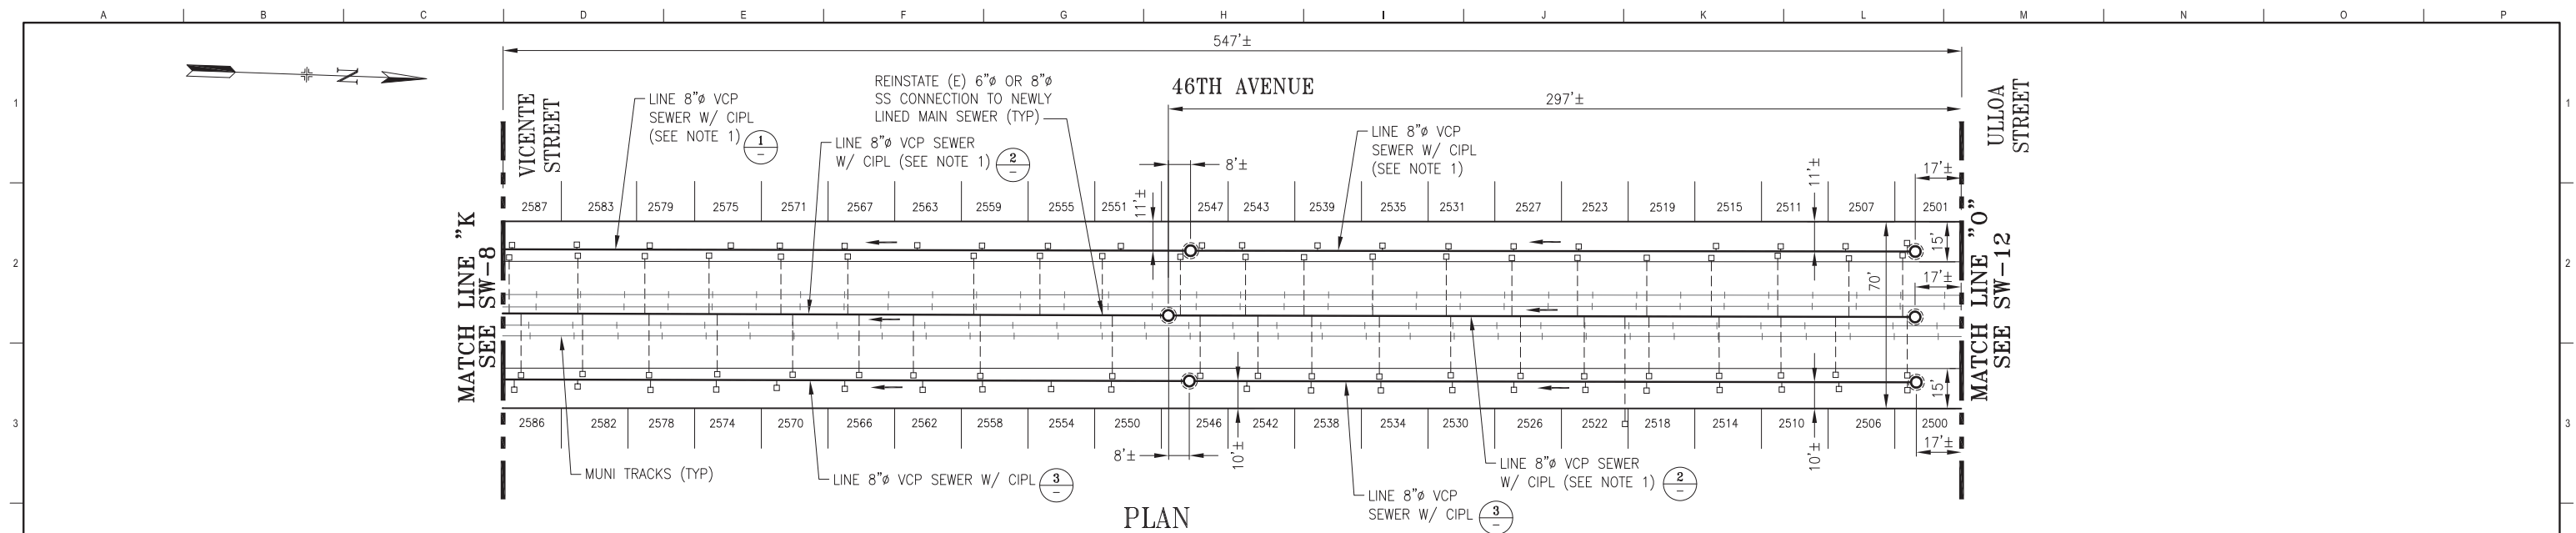 A B C D E F G H I J K L M N O P
547'±
N
46TH AVENUE
297'±
1
1
VICENTE
STREET
ULLOA
STREET
LINE 8"ø VCP
SEWER W/ CIPL
(SEE NOTE 1)
1
–
REINSTATE (E) 6"ø OR 8"ø
SS CONNECTION TO NEWLY
LINED MAIN SEWER (TYP)
LINE 8"ø VCP SEWER
W/ CIPL (SEE NOTE 1)
2
–
8'±
LINE 8"ø VCP
SEWER W/ CIPL
(SEE NOTE 1)
11'±
11'±
17'±
2587 2583 2579 2575 2571 2567 2563 2559 2555 2551 2547 2543 2539 2535 2531 2527 2523 2519 2515 2511 2507 2501
2
2
MATCH LINE "K
SEE SW-8
15'
17'±
70'
MATCH LINE "O"
SEE SW-12
15'
2586 2582 2578 2574 2570 2566 2562 2558 2554 2550 2546 2542 2538 2534 2530 2526 2522 2518 2514 2510 2506 2500
3
3
8'±
10'±
10'±
17'±
MUNI TRACKS (TYP)
LINE 8"ø VCP SEWER W/ CIPL
3
–
LINE 8"ø VCP
SEWER W/ CIPL
3
–
LINE 8"ø VCP SEWER
W/ CIPL (SEE NOTE 1)
2
–
PLAN